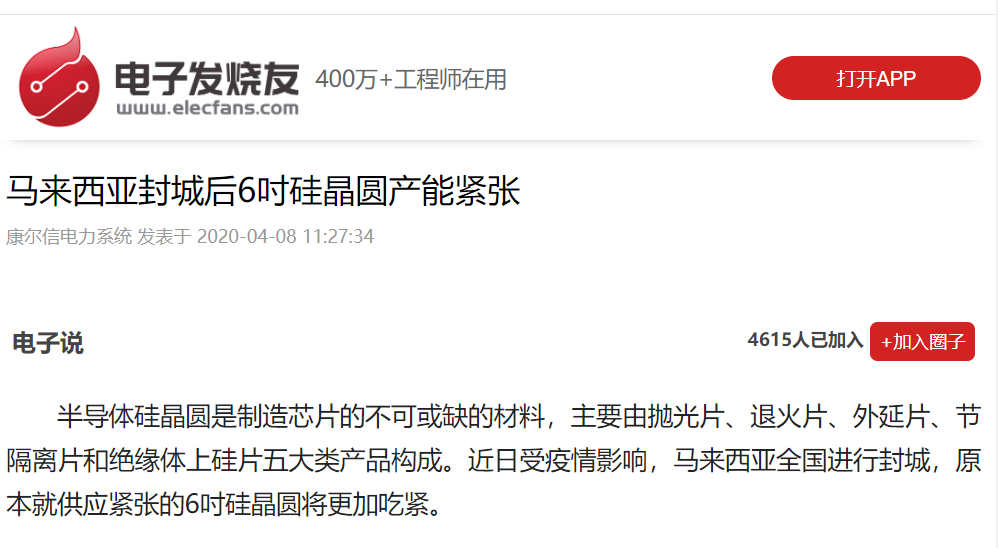 电子发烧友
www.elecfans.com
400万+工程师在用
打开APP
马来西亚封城后6吋硅晶圆产能紧张
康尔信电力系统 发表于 2020-04-08 11:27:34
电子说
4615人已加入
+加入圈子
半导体硅晶圆是制造芯片的不可或缺的材料，主要由抛光片、退火片、外延片、节
隔离片和绝缘体上硅片五大类产品构成。近日受疫情影响，马来西亚全国进行封城，原
本就供应紧张的6吋硅晶圆将更加吃紧。